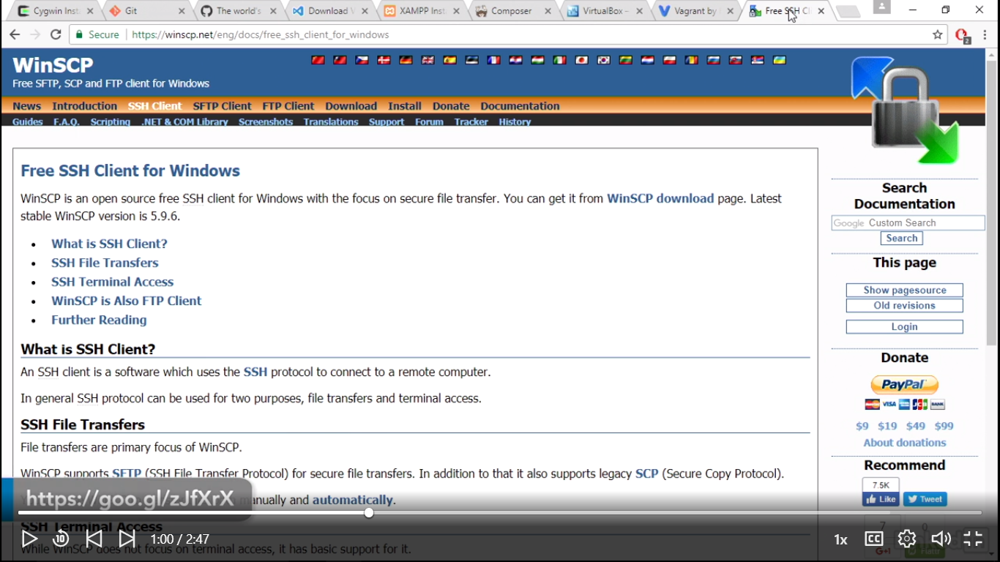 Cygwin Inst
Git
The world's
Download V
XAMPP Inst
Composer
VirtualBox –
Vagrant by
Free SSH Cl
Secure
https://winscp.net/eng/docs/free_ssh_client_for_windows
2
WinSCP
Free SFTP, SCP and FTP client for Windows
News Introduction SSH Client SFTP Client FTP Client Download Install Donate Documentation
Guides F.A.Q. Scripting .NET & COM Library Screenshots Translations Support Forum Tracker History
Free SSH Client for Windows
WinSCP is an open source free SSH client for Windows with the focus on secure file transfer. You can get it from WinSCP download page. Latest
stable WinSCP version is 5.9.6.
• What is SSH Client?
• SSH File Transfers
• SSH Terminal Access
• WinSCP is Also FTP Client
• Further Reading
What is SSH Client?
An SSH client is a software which uses the SSH protocol to connect to a remote computer.
In general SSH protocol can be used for two purposes, file transfers and terminal access.
SSH File Transfers
File transfers are primary focus of WinSCP.
WinSCP supports SFTP (SSH File Transfer Protocol) for secure file transfers. In addition to that it also supports legacy SCP (Secure Copy Protocol).
manually and automatically.
SSH Terminal Access
While WinSCP does not focus on terminal access, it has basic support for it.
Search
Documentation
Google Custom Search
Search
This page
Show pagesource
Old revisions
Login
Donate
PayPal
VISA BANK
$9 $19 $49 $99
About donations
Recommend
7.5K
Like Tweet
7 0
G+1
https://goo.gl/zJfXrX
10
1:00 / 2:47
1x
CC